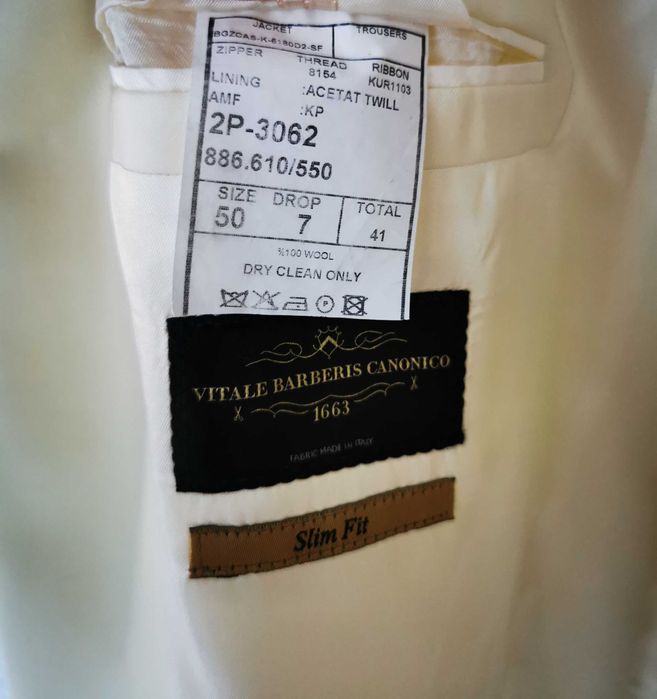 JACKET TROUSERS
BGZCAS-K-6180D2-SF
ZIPPER THREAD RIBBON
8154 KUR1103
LINING :ACETAT TWILL
AMF :KP
2P-3062
886.610/550
SIZE DROP TOTAL
50 7 41
%100 WOOL
DRY CLEAN ONLY
P
VITALE BARBERIS CANONICO
1663
FABRIC MADE IN ITALY
Slim Fit